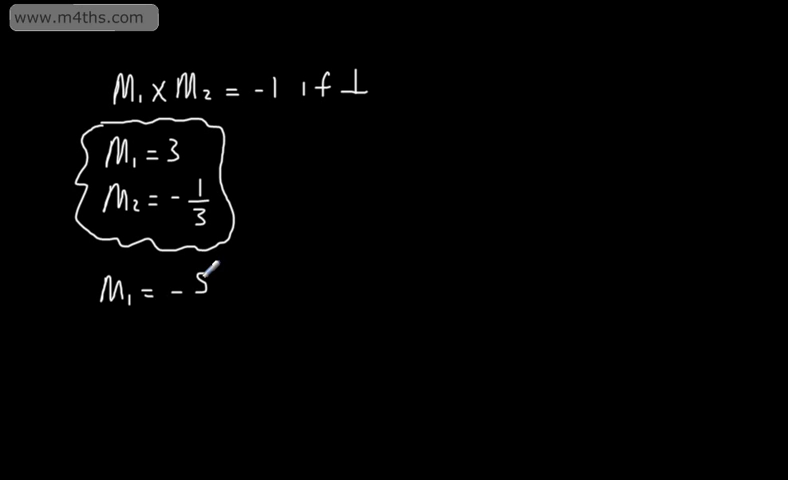 www.m4ths.com
M₁ × M₂ = -1 if ⊥
M₁ = 3
M₂ = - 1/3
M₁ = - 5